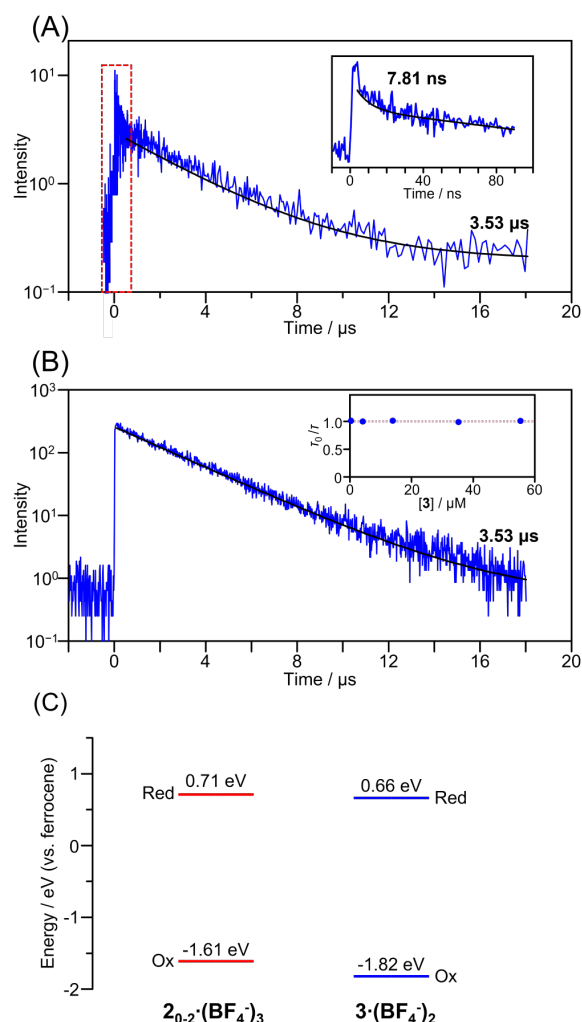 (A)
10¹
10⁰
10⁻¹
Intensity
7.81 ns
0 40 80
Time / ns
3.53 µs
0 4 8 12 16 20
Time / µs
(B)
10³
10²
10¹
10⁰
10⁻¹
Intensity
τ₀/τ
1.0
0.5
0
0 20 40 60
[3] / µM
3.53 µs
0 4 8 12 16 20
Time / µs
(C)
Energy / eV (vs. ferrocene)
1
0
-1
-2
0.71 eV
Red
0.66 eV
Red
-1.61 eV
Ox
-1.82 eV
Ox
2₀₋₂·(BF₄⁻)₃ 3·(BF₄⁻)₂